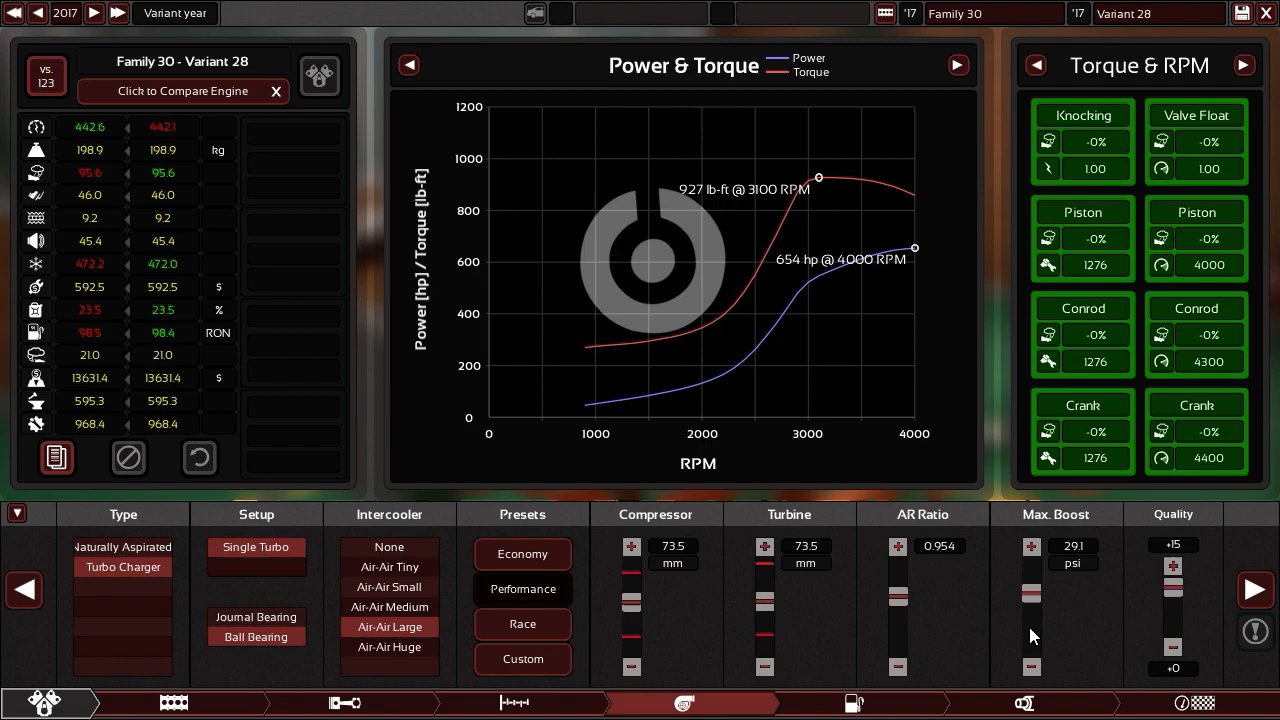 2017 Variant year '17 Family 30 '17 Variant 28
vs.
123
Family 30 - Variant 28
Click to Compare Engine X
442.6 442.1
198.9 198.9 kg
95.6 95.6
46.0 46.0
9.2 9.2
45.4 45.4
472.2 472.0
592.5 592.5 $
23.5 23.5 %
98.5 98.4 RON
21.0 21.0
13631.4 13631.4 $
595.3 595.3
968.4 968.4
Power & Torque
Power
Torque
Power [hp] / Torque [lb-ft]
1200
1000
800
600
400
200
0
927 lb-ft @ 3100 RPM
654 hp @ 4000 RPM
0 1000 2000 3000 4000
RPM
Torque & RPM
Knocking Valve Float
-0% -0%
1.00 1.00
Piston Piston
-0% -0%
1276 4000
Conrod Conrod
-0% -0%
1276 4300
Crank Crank
-0% -0%
1276 4400
Type Setup Intercooler Presets Compressor Turbine AR Ratio Max. Boost Quality
Naturally Aspirated
Turbo Charger
Single Turbo
Journal Bearing
Ball Bearing
None
Air-Air Tiny
Air-Air Small
Air-Air Medium
Air-Air Large
Air-Air Huge
Economy
Performance
Race
Custom
73.5
mm
73.5
mm
0.954
29.1
psi
+15
+0